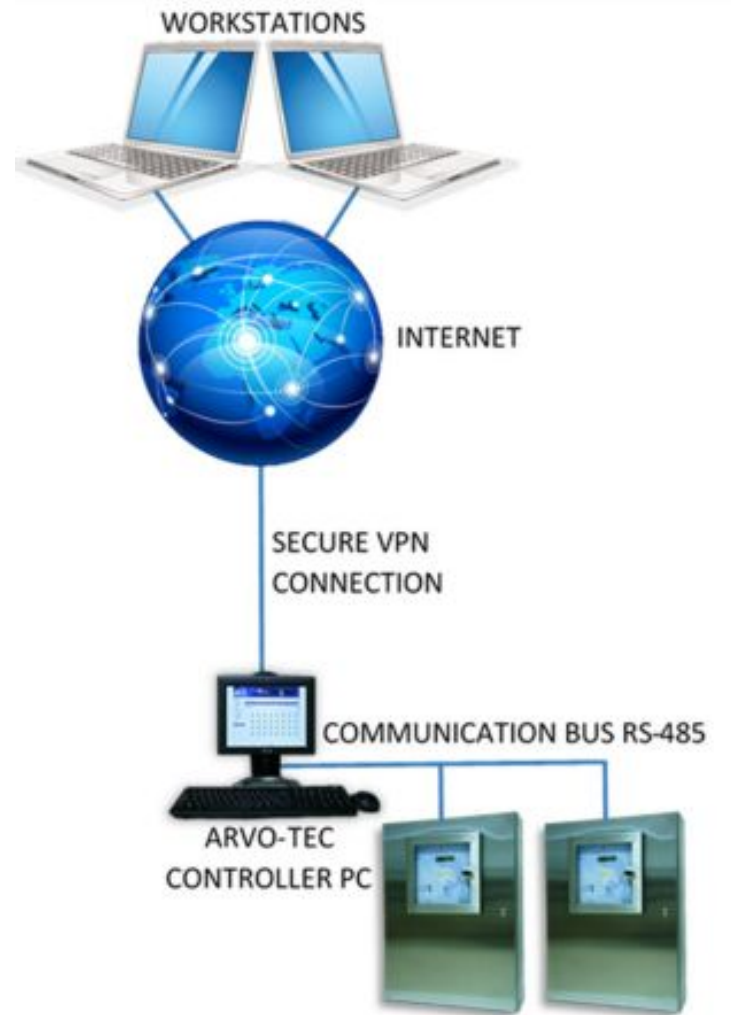 WORKSTATIONS
INTERNET
SECURE VPN
CONNECTION
COMMUNICATION BUS RS-485
ARVO-TEC
CONTROLLER PC